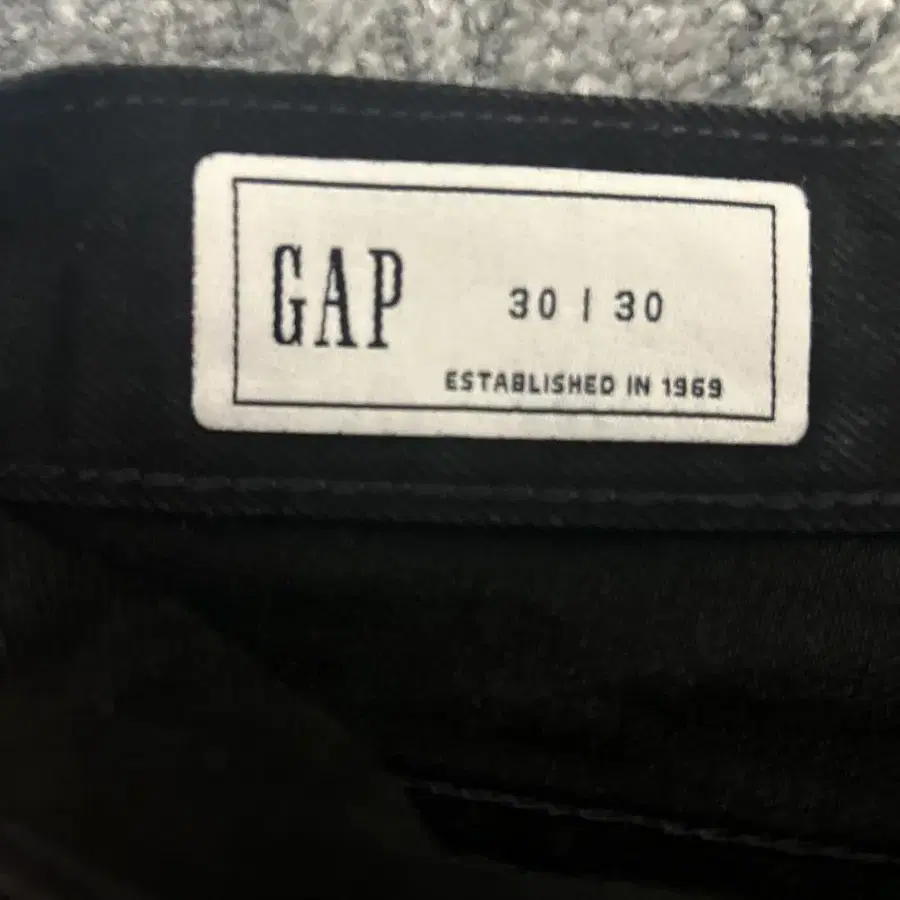 GAP
30 | 30
ESTABLISHED IN 1969